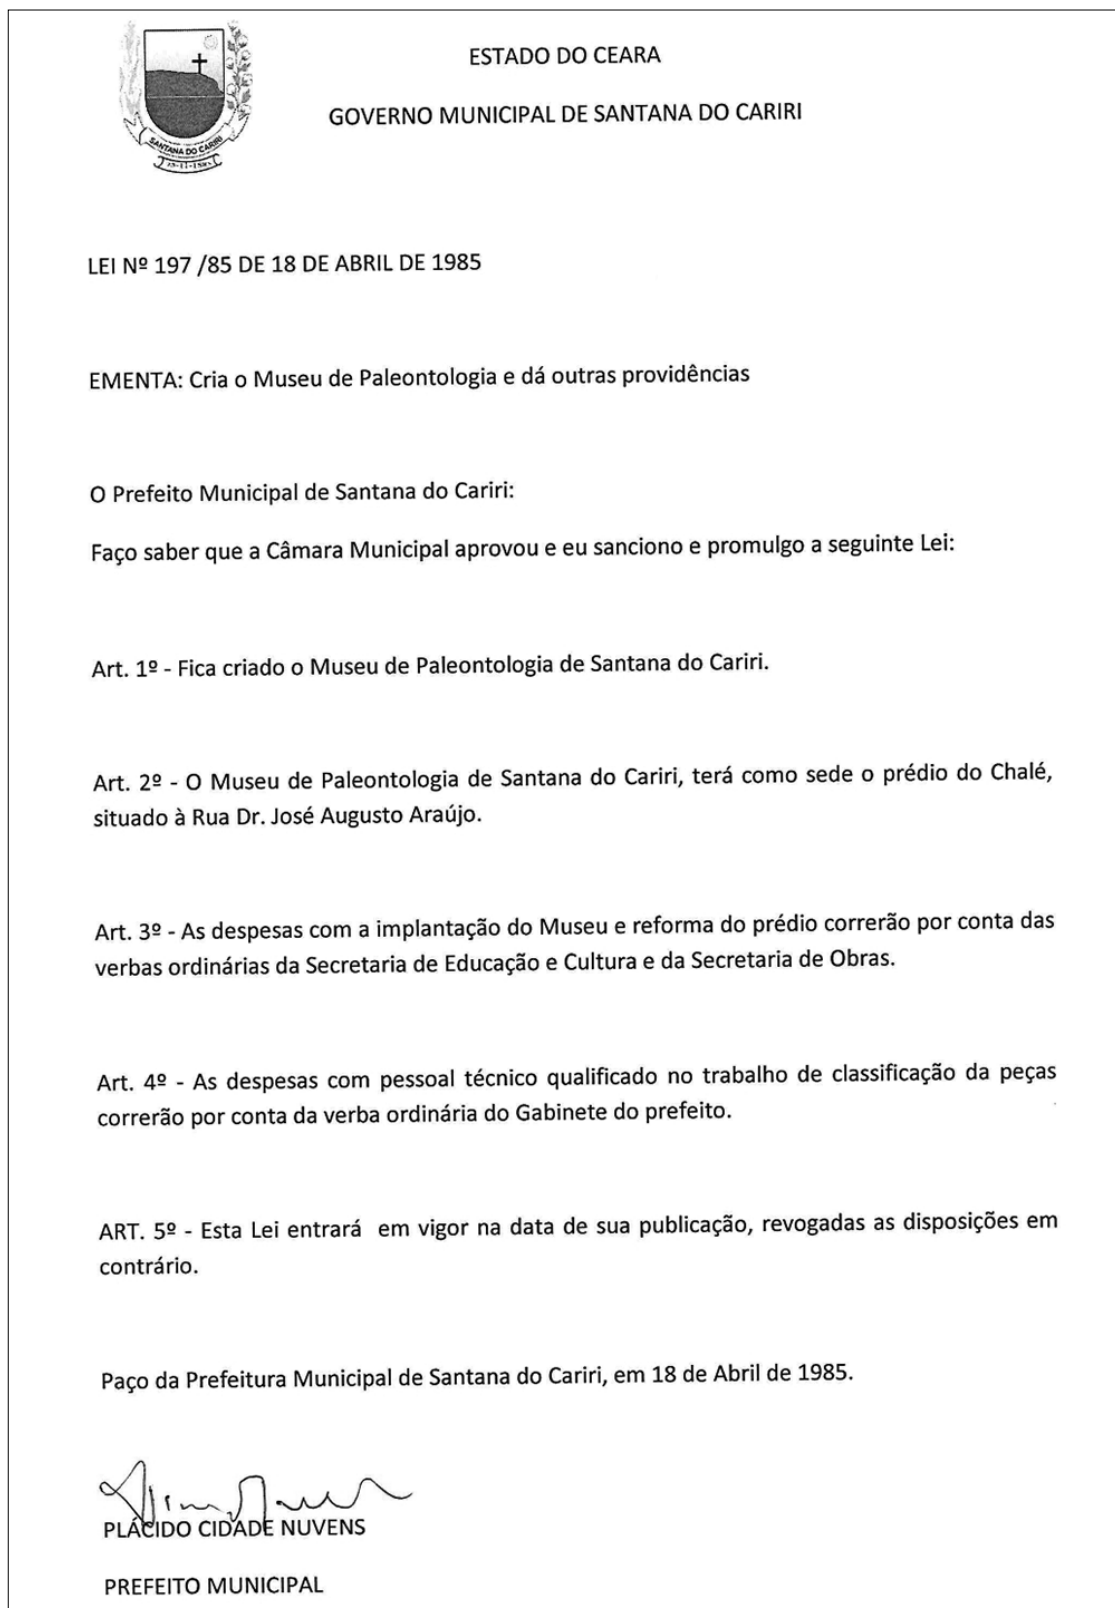 ESTADO DO CEARA
GOVERNO MUNICIPAL DE SANTANA DO CARIRI
SANTANA DO CARIRI
LEI Nº 197 /85 DE 18 DE ABRIL DE 1985
EMENTA: Cria o Museu de Paleontologia e dá outras providências
O Prefeito Municipal de Santana do Cariri:
Faço saber que a Câmara Municipal aprovou e eu sanciono e promulgo a seguinte Lei:
Art. 1º - Fica criado o Museu de Paleontologia de Santana do Cariri.
Art. 2º - O Museu de Paleontologia de Santana do Cariri, terá como sede o prédio do Chalé,
situado à Rua Dr. José Augusto Araújo.
Art. 3º - As despesas com a implantação do Museu e reforma do prédio correrão por conta das
verbas ordinárias da Secretaria de Educação e Cultura e da Secretaria de Obras.
Art. 4º - As despesas com pessoal técnico qualificado no trabalho de classificação da peças
correrão por conta da verba ordinária do Gabinete do prefeito.
ART. 5º - Esta Lei entrará  em vigor na data de sua publicação, revogadas as disposições em
contrário.
Paço da Prefeitura Municipal de Santana do Cariri, em 18 de Abril de 1985.
PLÁCIDO CIDADE NUVENS
PREFEITO MUNICIPAL